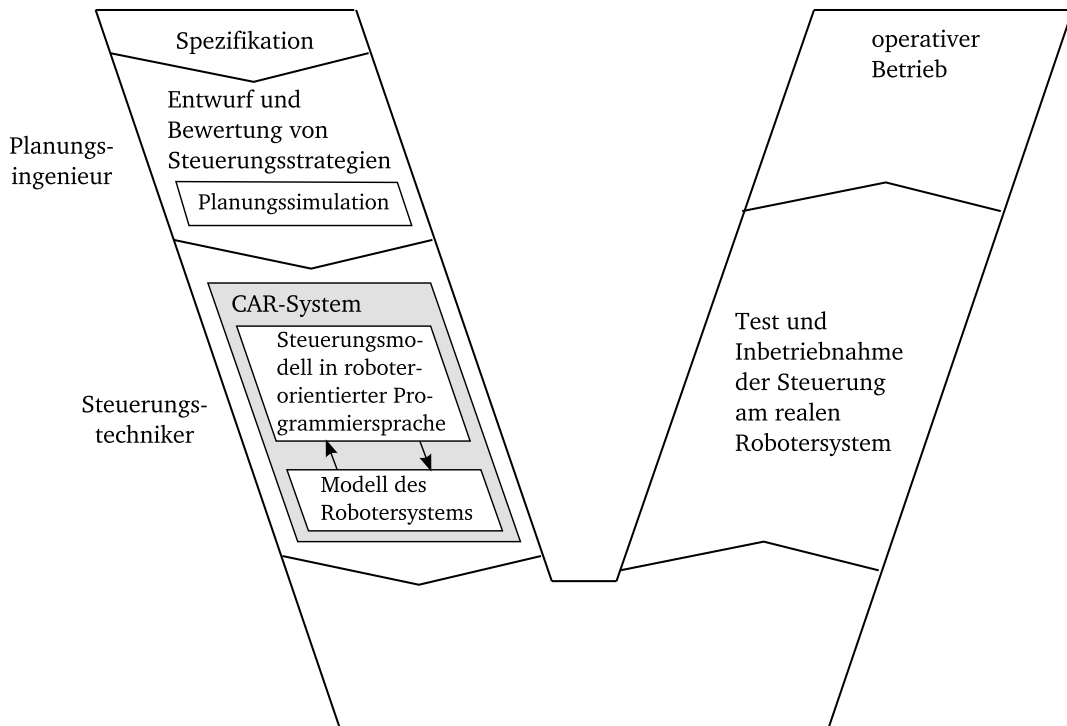 Spezifikation
Entwurf und
Bewertung von
Steuerungsstrategien
Planungssimulation
Planungs-
ingenieur
CAR-System
Steuerungsmo-
dell in roboter-
orientierter Pro-
grammiersprache
Modell des
Robotersystems
Steuerungs-
techniker
operativer
Betrieb
Test und
Inbetriebnahme
der Steuerung
am realen
Robotersystem